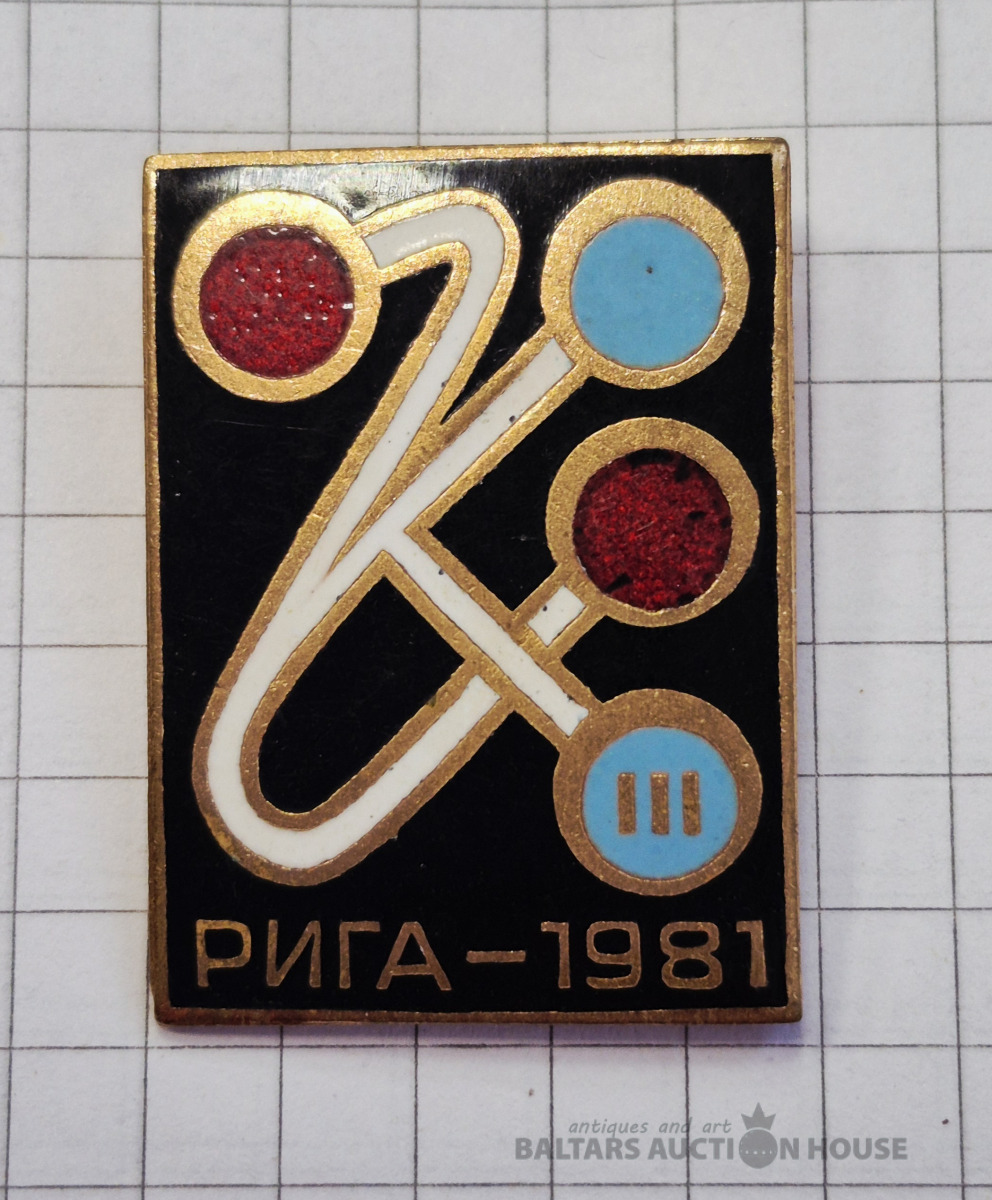 III
РИГА – 1981
antiques and art
BALTARS AUCTION HOUSE